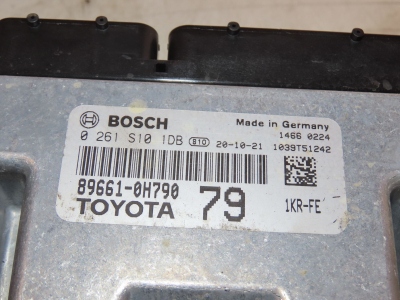 BOSCH Made in Germany
1466 0224
0 261 S10 1DB B10 20-10-21 1039T51242
89661-0H790
TOYOTA 79 1KR-FE